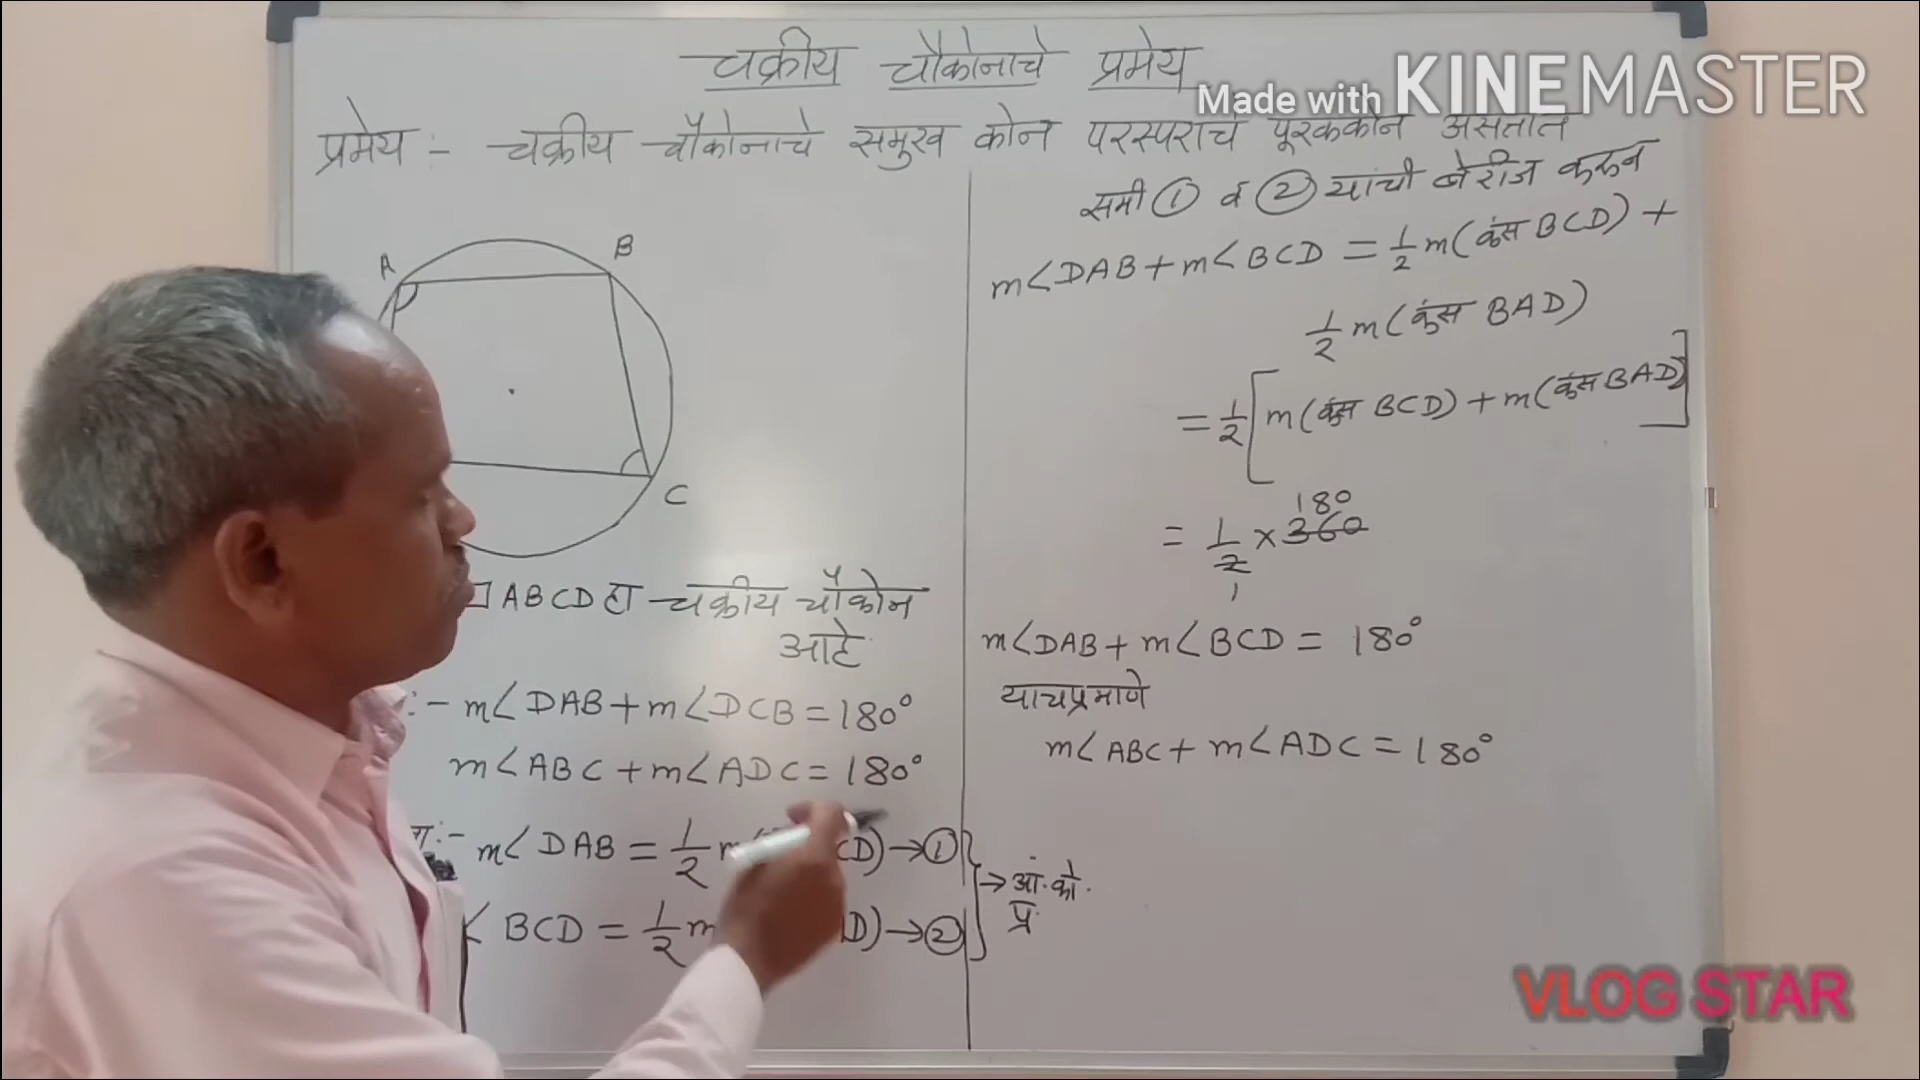 चक्रीय चौकोनाचे प्रमेय
Made with KINEMASTER
प्रमेय :- चक्रीय चौकोनाचे समुख कोन परस्पराचे पूरककोन असतात
A
B
C
□ABCD हा चक्रीय चौकोन
आहे
:- m∠DAB + m∠DCB = 180°
m∠ABC + m∠ADC = 180°
m∠DAB = 1/2 m CD) → ①
∠BCD = 1/2 m D) → ②
→ आं. को.
प्र.
समी ① व ② यांची बेरीज करून
m∠DAB + m∠BCD = 1/2 m(कंस BCD) +
1/2 m(कंस BAD)
= 1/2 [m(कंस BCD) + m(कंस BAD)]
180
= 1/2 × 360
1
m∠DAB + m∠BCD = 180°
याचप्रमाणे
m∠ABC + m∠ADC = 180°
VLOG STAR